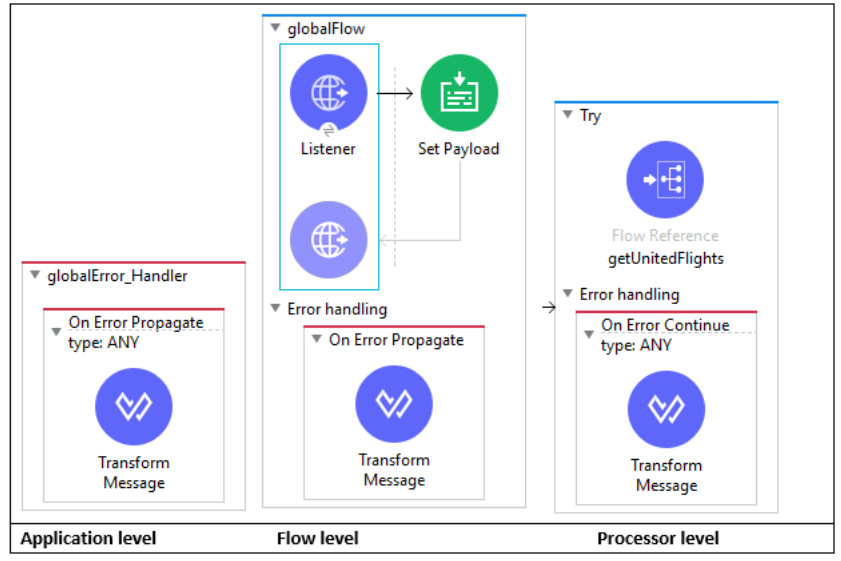 globalFlow
Listener
Set Payload
Try
Flow Reference
getUnitedFlights
globalError_Handler
On Error Propagate
type: ANY
Transform
Message
Error handling
On Error Propagate
Transform
Message
Error handling
On Error Continue
type: ANY
Transform
Message
Application level
Flow level
Processor level